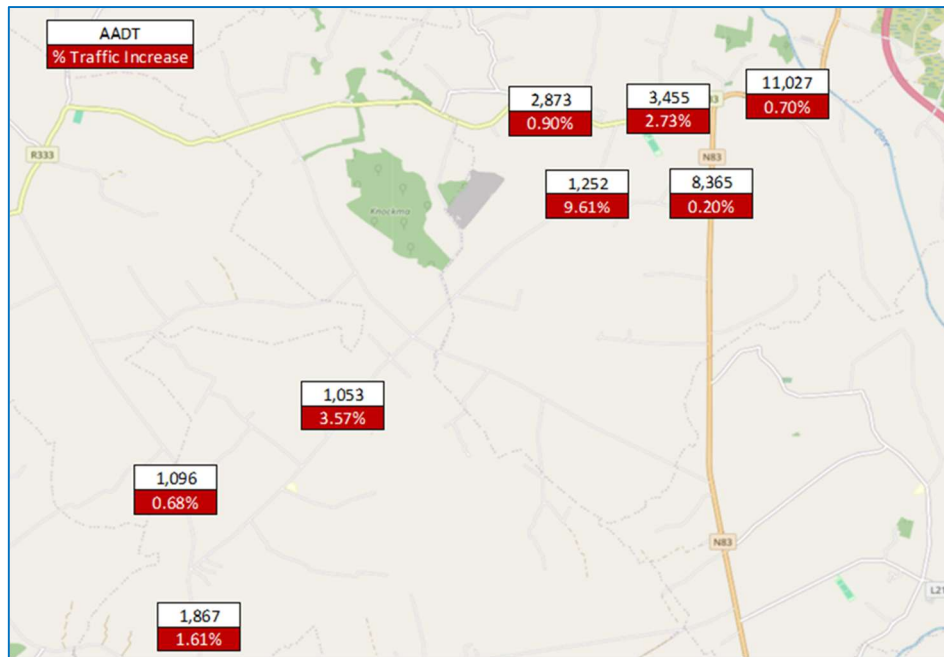 AADT
% Traffic Increase
11,027
0.70%
2,873
0.90%
3,455
2.73%
R333
N83
1,252
9.61%
8,365
0.20%
Knockma
Clare
1,053
3.57%
1,096
0.68%
N83
1,867
1.61%